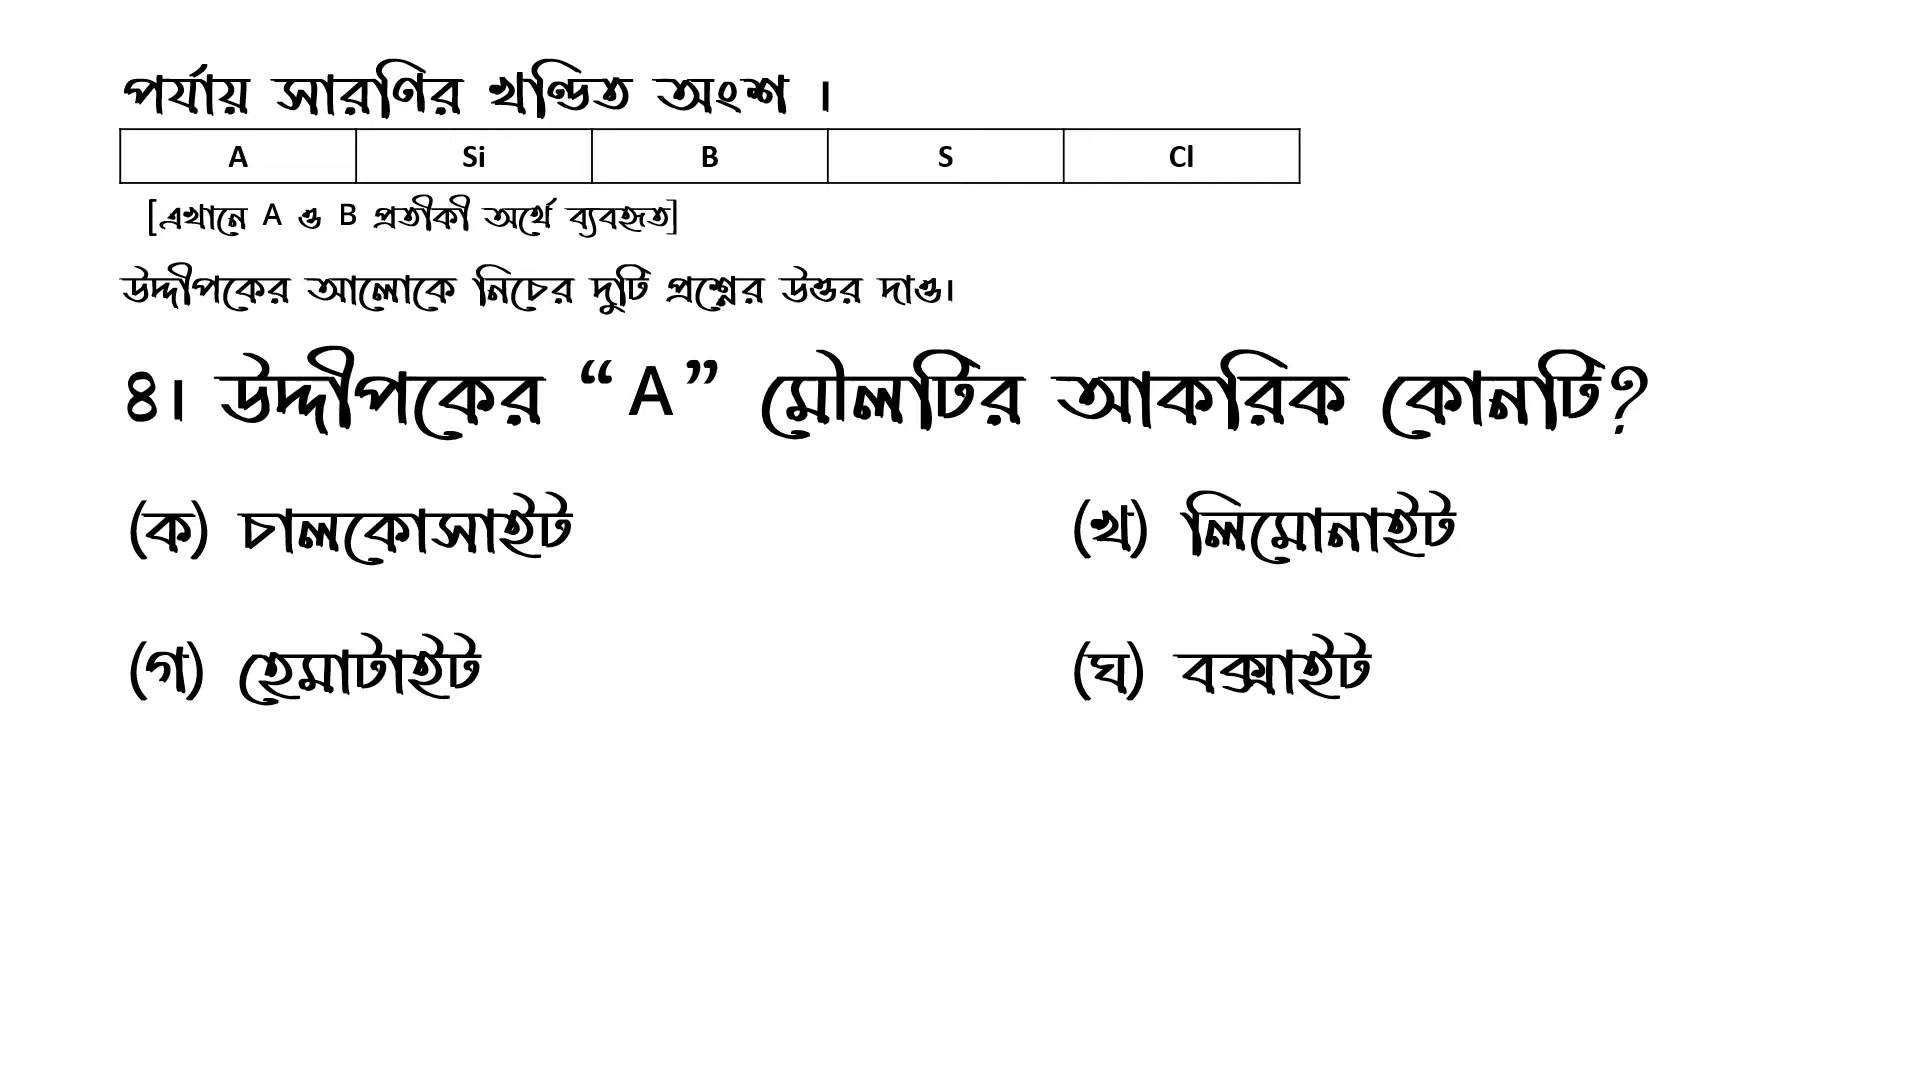 পর্যায় সারণির খণ্ডিত অংশ ।
A Si B S Cl
[এখানে A ও B প্রতীকী অর্থে ব্যবহৃত]
উদ্দীপকের আলোকে নিচের দুটি প্রশ্নের উত্তর দাও।
৪। উদ্দীপকের “A” মৌলটির আকরিক কোনটি?
(ক) চালকোসাইট (খ) লিমোনাইট
(গ) হেমাটাইট (ঘ) বক্সাইট